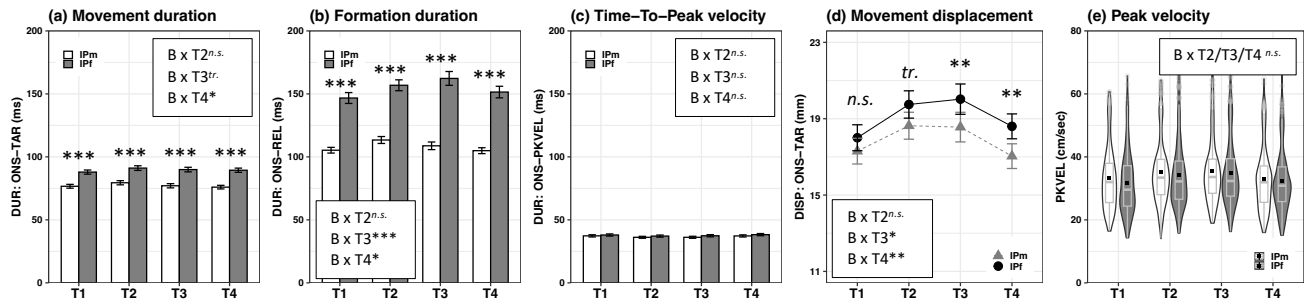 (a) Movement duration
DUR: ONS−TAR (ms)
200
150
100
50
0
IPm
IPf
B x T2n.s.
B x T3tr.
B x T4*
*** *** *** ***
T1 T2 T3 T4
(b) Formation duration
DUR: ONS−REL (ms)
200
150
100
50
0
IPm
IPf
*** *** *** ***
B x T2n.s.
B x T3***
B x T4*
T1 T2 T3 T4
(c) Time−To−Peak velocity
DUR: ONS−PKVEL (ms)
200
150
100
50
0
IPm
IPf
B x T2n.s.
B x T3n.s.
B x T4n.s.
T1 T2 T3 T4
(d) Movement displacement
DISP: ONS−TAR (mm)
23
19
15
11
n.s. tr. ** **
B x T2n.s.
B x T3*
B x T4**
IPm
IPf
T1 T2 T3 T4
(e) Peak velocity
PKVEL (cm/sec)
80
60
40
20
0
B x T2/T3/T4 n.s.
IPm
IPf
T1 T2 T3 T4